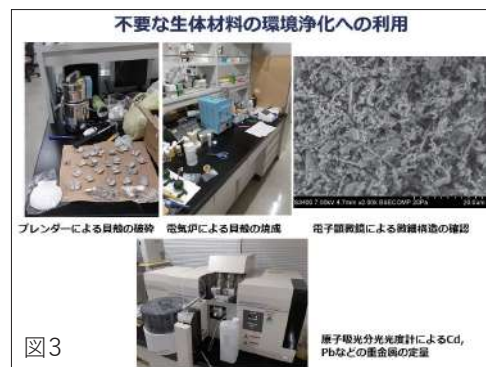 不要な生体材料の環境浄化への利用
ブレンダーによる貝殻の破砕
電気炉による貝殻の焼成
電子顕微鏡による微細構造の確認
原子吸光分光光度計によるCd,
Pbなどの重金属の定量
図3